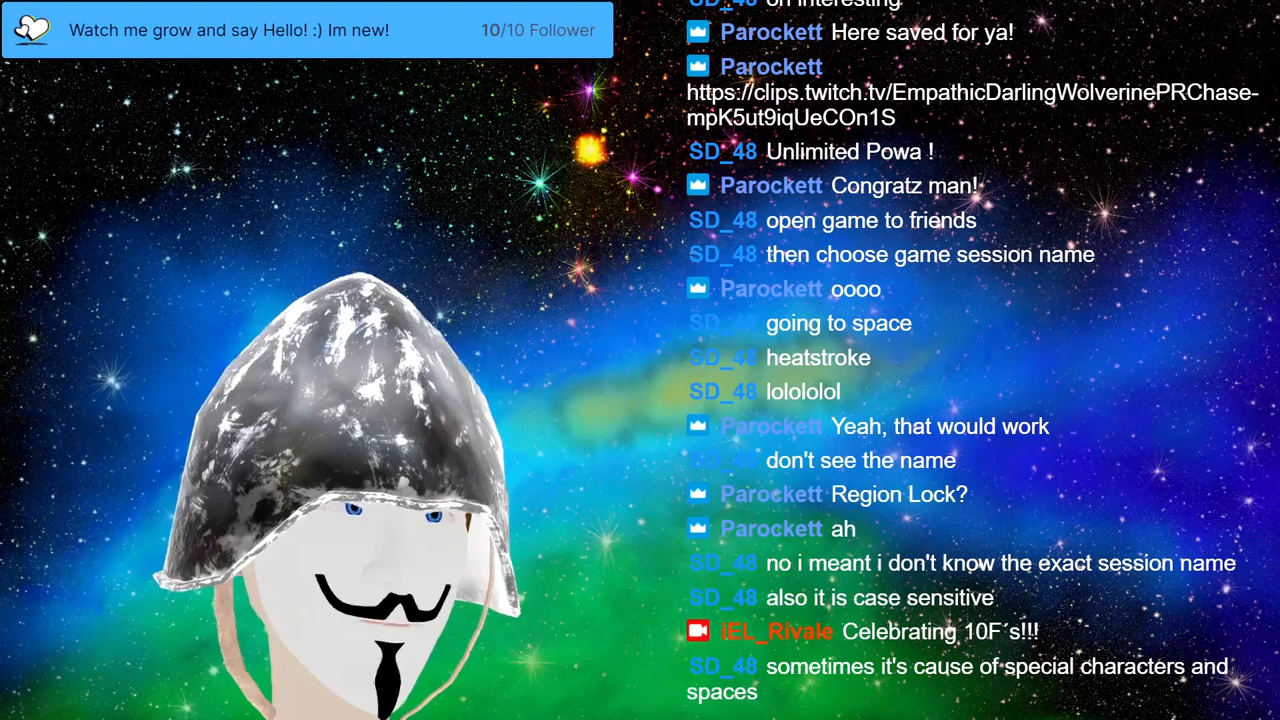 Watch me grow and say Hello! :) Im new! 10/10 Follower
Parockett Here saved for ya!
Parockett
https://clips.twitch.tv/EmpathicDarlingWolverinePRChase-
mpK5ut9iqUeCOn1S
SD_48 Unlimited Powa !
Parockett Congratz man!
SD_48 open game to friends
SD_48 then choose game session name
Parockett oooo
SD_48 going to space
SD_48 heatstroke
SD_48 lolololol
Parockett Yeah, that would work
SD_48 don't see the name
Parockett Region Lock?
Parockett ah
SD_48 no i meant i don't know the exact session name
SD_48 also it is case sensitive
iEL_Rivale Celebrating 10F´s!!!
SD_48 sometimes it's cause of special characters and
spaces